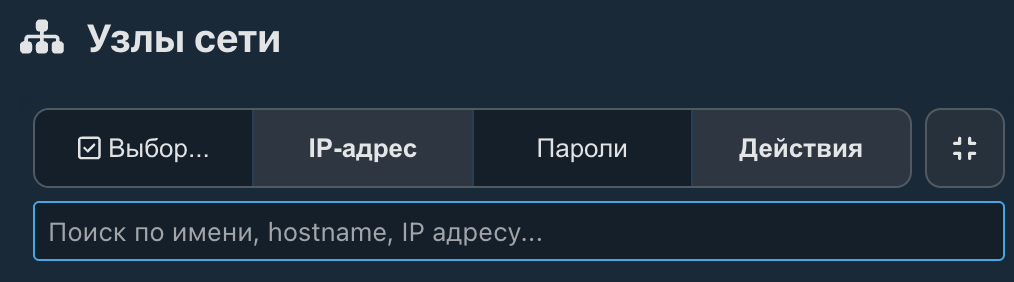 Узлы сети
Выбор... IP-адрес Пароли Действия
Поиск по имени, hostname, IP адресу...